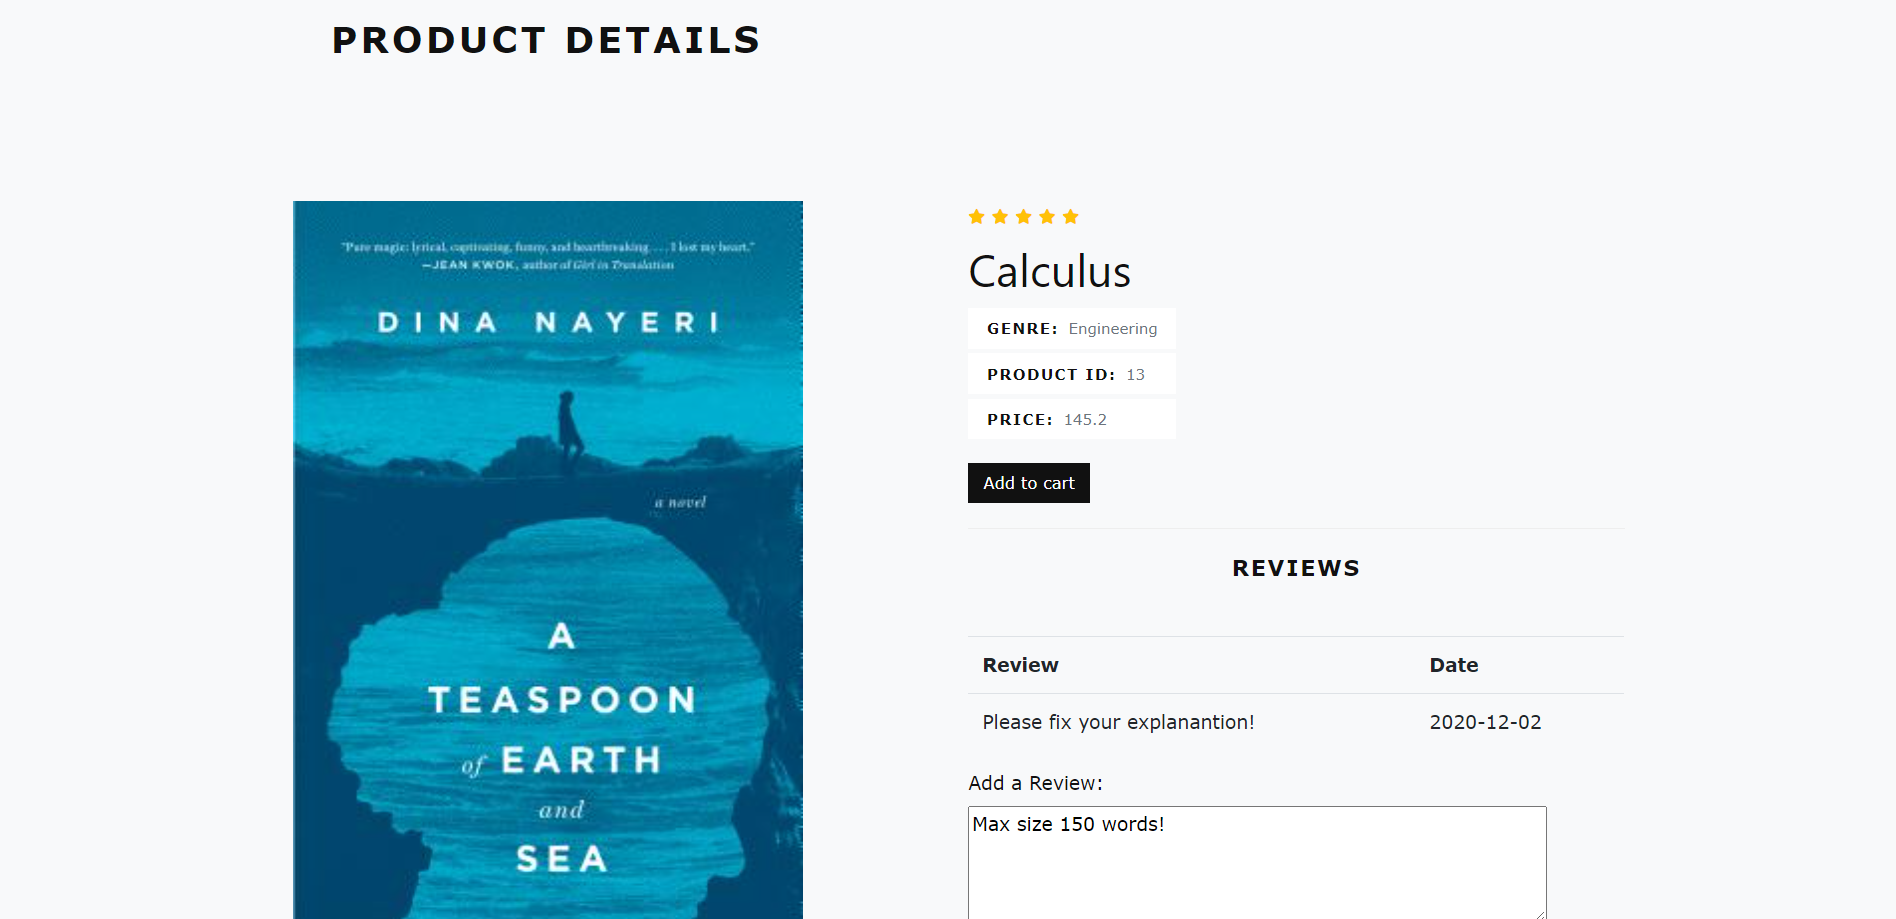 PRODUCT DETAILS
"Pure magic: lyrical, captivating, funny, and heartbreaking. . . . I lost my heart."
—JEAN KWOK, author of Girl in Translation
DINA NAYERI
a novel
A
TEASPOON
of EARTH
and
SEA
Calculus
GENRE: Engineering
PRODUCT ID: 13
PRICE: 145.2
Add to cart
REVIEWS
Review Date
Please fix your explanantion! 2020-12-02
Add a Review:
Max size 150 words!